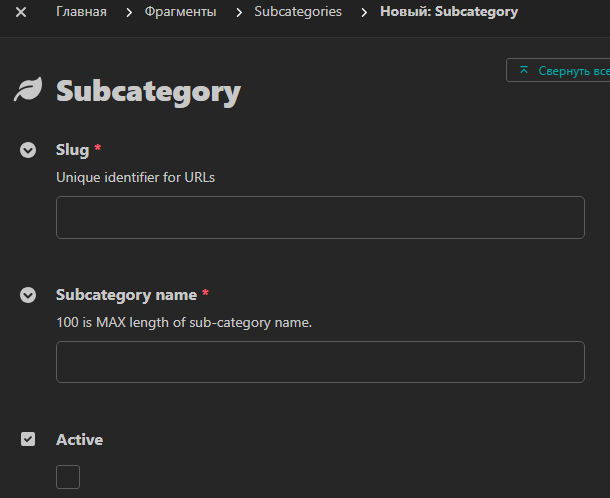 Главная > Фрагменты > Subcategories > Новый: Subcategory
Свернуть все
Subcategory
Slug *
Unique identifier for URLs
Subcategory name *
100 is MAX length of sub-category name.
Active